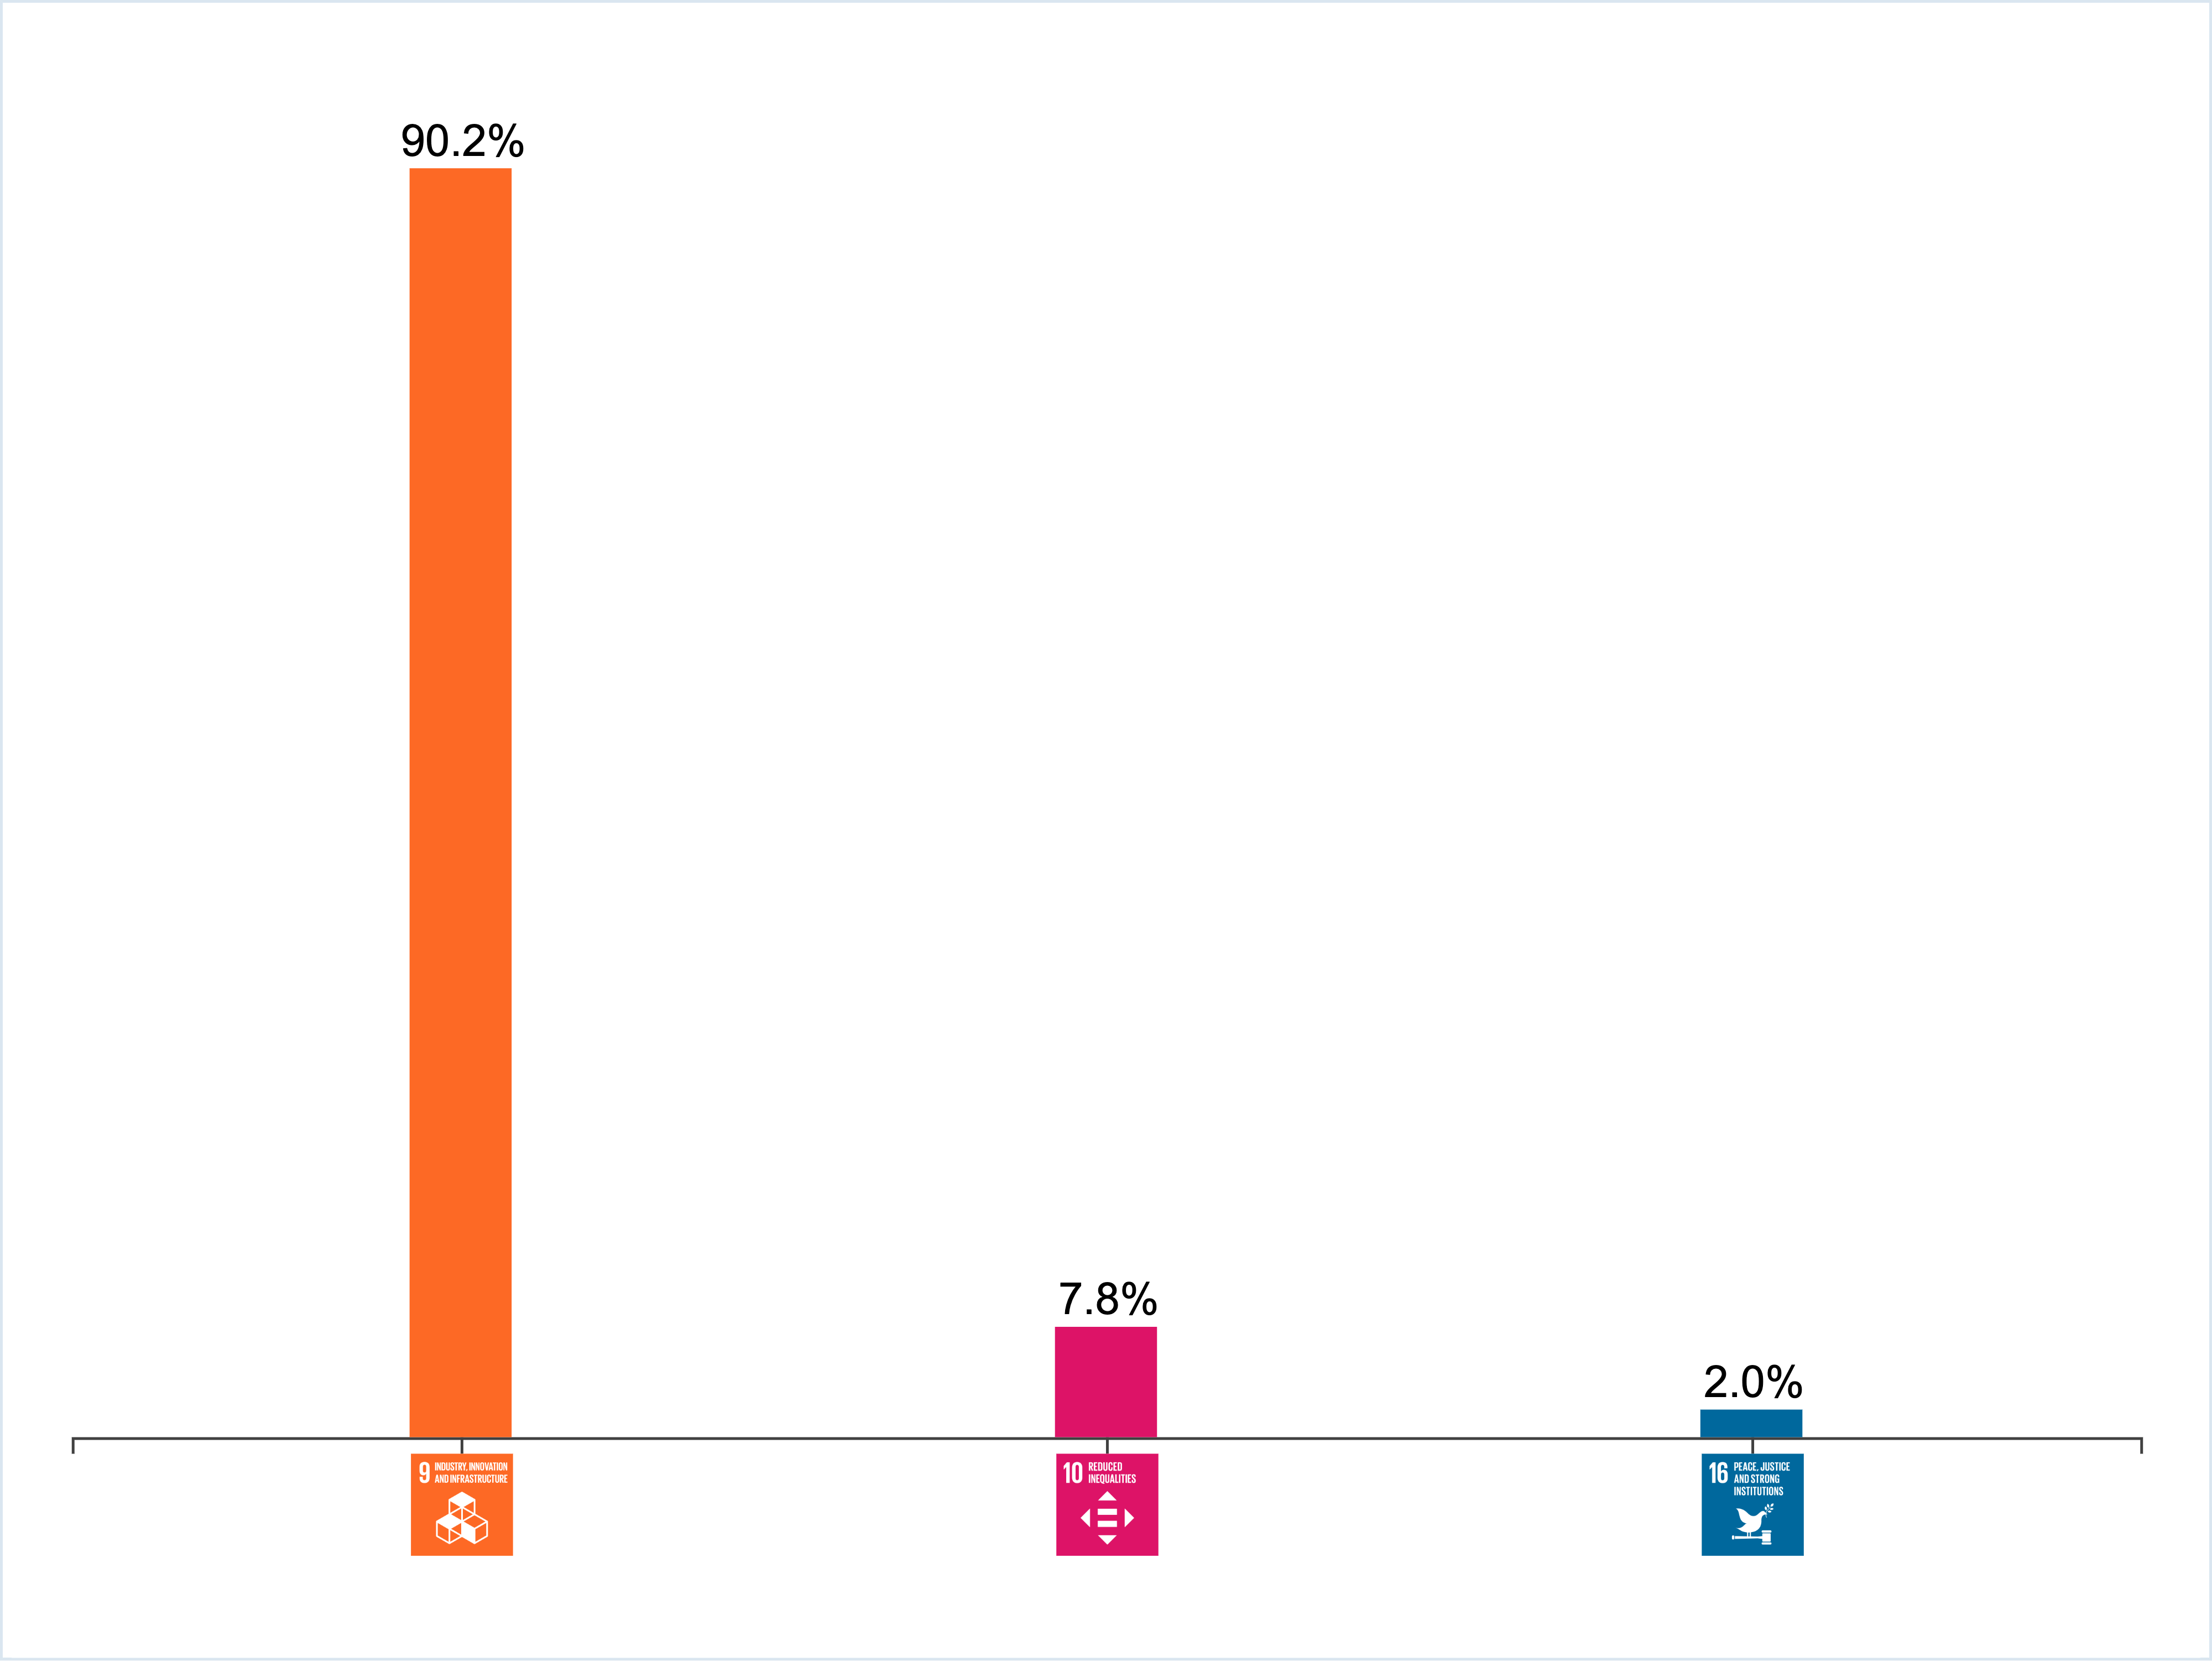 90.2%
7.8%
2.0%
9 INDUSTRY, INNOVATION
AND INFRASTRUCTURE
10 REDUCED
INEQUALITIES
16 PEACE, JUSTICE
AND STRONG
INSTITUTIONS